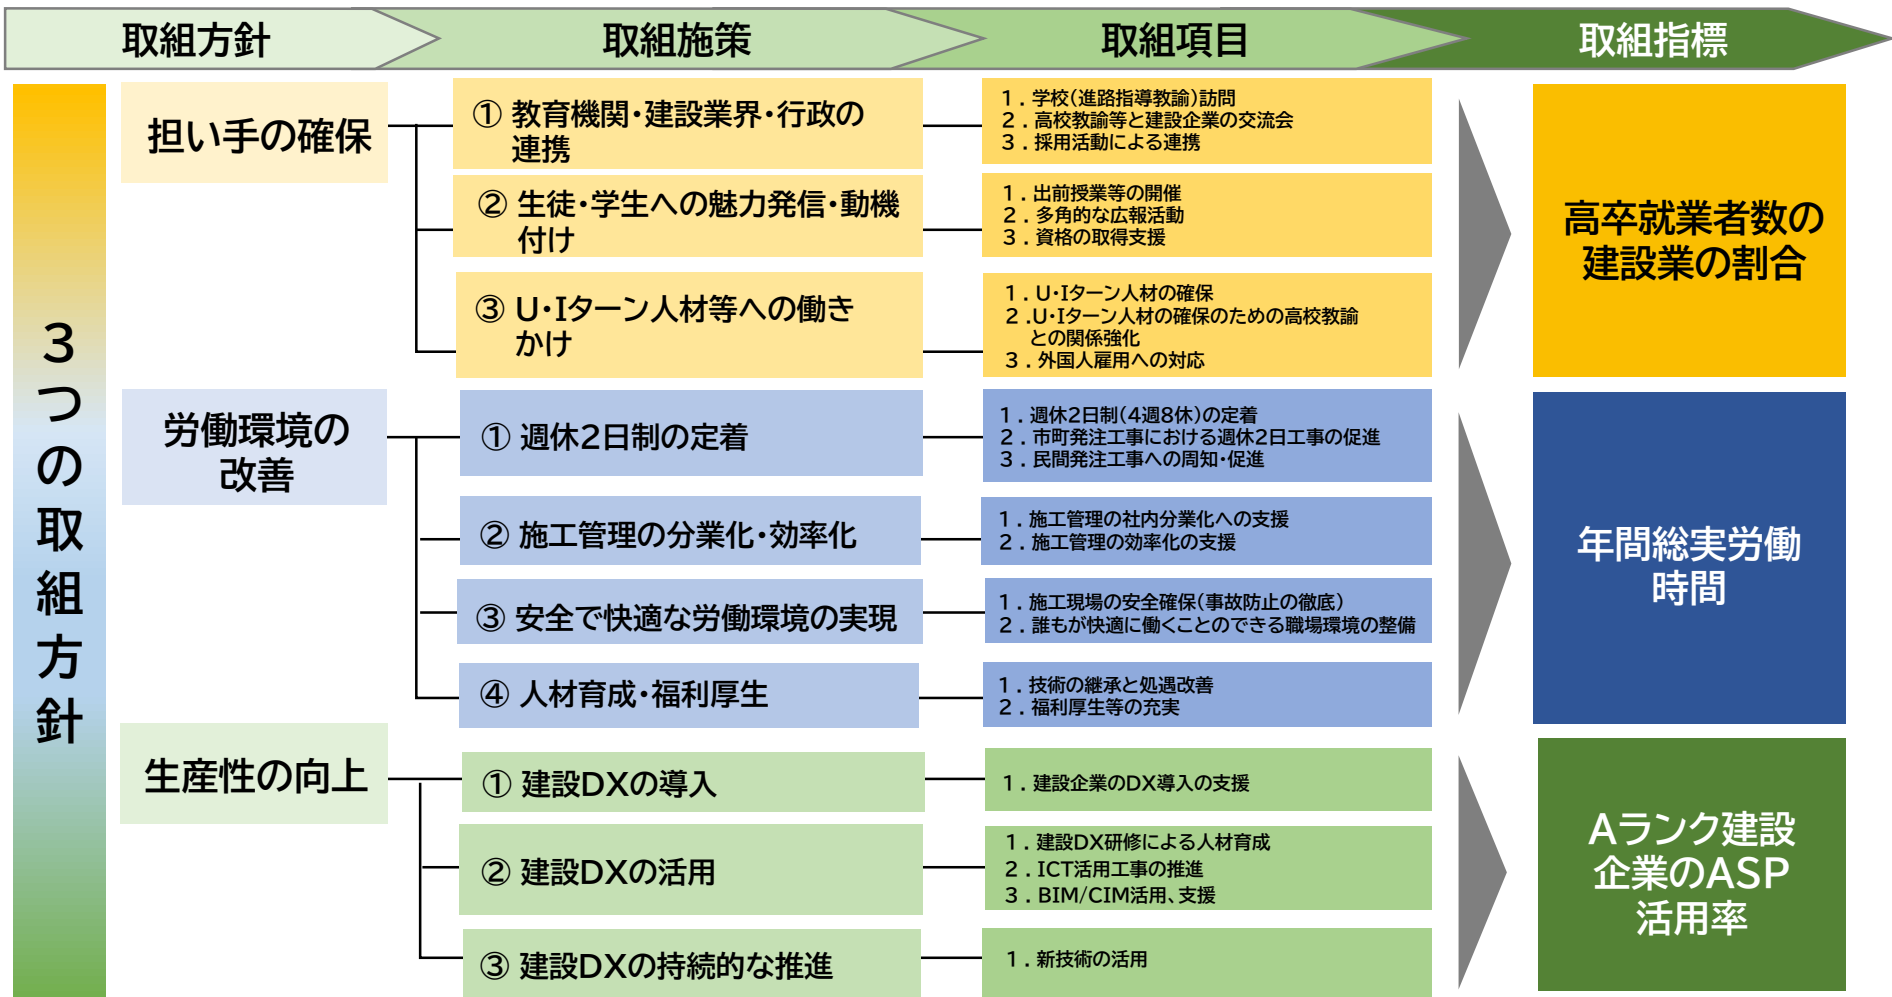 取組方針
取組施策
取組項目
取組指標
3つの取組方針
担い手の確保
① 教育機関・建設業界・行政の
連携
1．学校（進路指導教諭）訪問
2．高校教諭等と建設企業の交流会
3．採用活動による連携
② 生徒・学生への魅力発信・動機
付け
1．出前授業等の開催
2．多角的な広報活動
3．資格の取得支援
③ U・Iターン人材等への働き
かけ
1．U・Iターン人材の確保
2．U・Iターン人材の確保のための高校教諭
との関係強化
3．外国人雇用への対応
高卒就業者数の
建設業の割合
労働環境の
改善
① 週休2日制の定着
1．週休2日制（4週8休）の定着
2．市町発注工事における週休2日工事の促進
3．民間発注工事への周知・促進
② 施工管理の分業化・効率化
1．施工管理の社内分業化への支援
2．施工管理の効率化の支援
③ 安全で快適な労働環境の実現
1．施工現場の安全確保（事故防止の徹底）
2．誰もが快適に働くことのできる職場環境の整備
④ 人材育成・福利厚生
1．技術の継承と処遇改善
2．福利厚生等の充実
年間総実労働
時間
生産性の向上
① 建設DXの導入
1．建設企業のDX導入の支援
② 建設DXの活用
1．建設DX研修による人材育成
2．ICT活用工事の推進
3．BIM/CIM活用、支援
③ 建設DXの持続的な推進
1．新技術の活用
Aランク建設
企業のASP
活用率